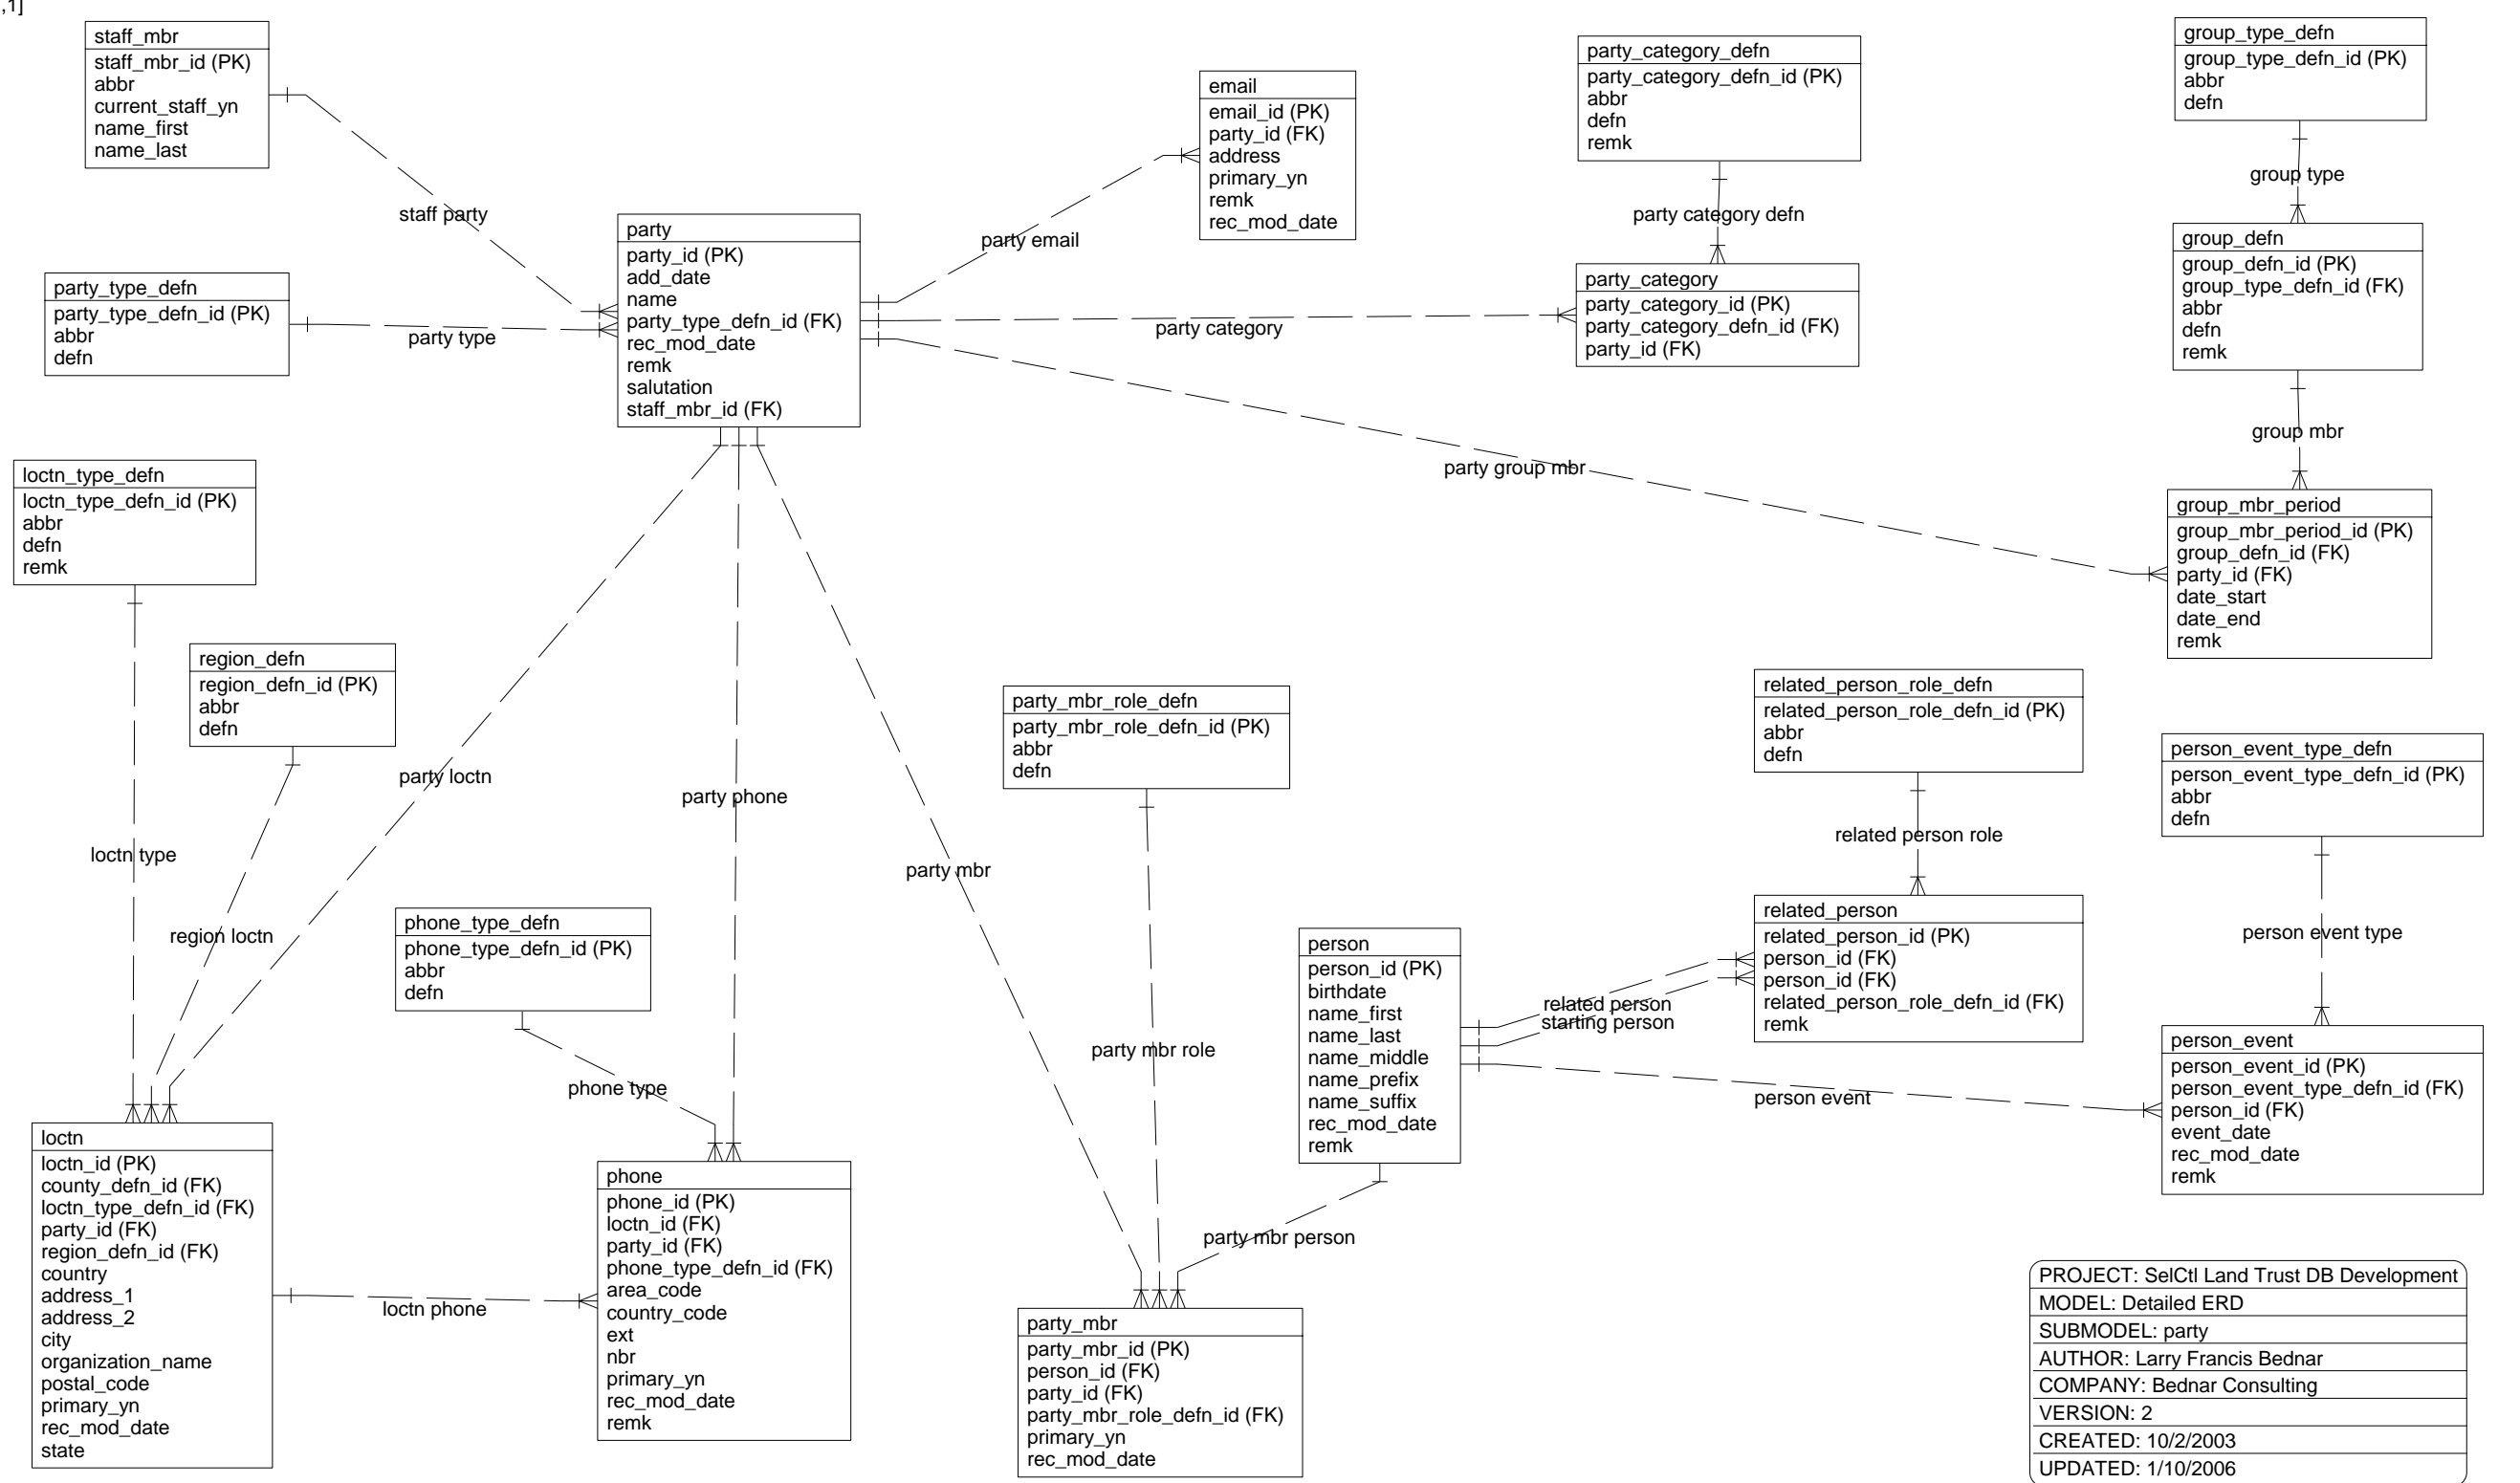 ,1]
staff_mbr
staff_mbr_id (PK)
abbr
current_staff_yn
name_first
name_last
staff party
party_type_defn
party_type_defn_id (PK)
abbr
defn
party type
party
party_id (PK)
add_date
name
party_type_defn_id (FK)
rec_mod_date
remk
salutation
staff_mbr_id (FK)
email
email_id (PK)
party_id (FK)
address
primary_yn
remk
rec_mod_date
party email
party_category_defn
party_category_defn_id (PK)
abbr
defn
remk
party category defn
party_category
party_category_id (PK)
party_category_defn_id (FK)
party_id (FK)
party category
group_type_defn
group_type_defn_id (PK)
abbr
defn
group type
group_defn
group_defn_id (PK)
group_type_defn_id (FK)
abbr
defn
remk
group mbr
party group mbr
group_mbr_period
group_mbr_period_id (PK)
group_defn_id (FK)
party_id (FK)
date_start
date_end
remk
loctn_type_defn
loctn_type_defn_id (PK)
abbr
defn
remk
region_defn
region_defn_id (PK)
abbr
defn
party loctn
party phone
loctn type
region loctn
party mbr
party_mbr_role_defn
party_mbr_role_defn_id (PK)
abbr
defn
party mbr role
related_person_role_defn
related_person_role_defn_id (PK)
abbr
defn
related person role
person_event_type_defn
person_event_type_defn_id (PK)
abbr
defn
person event type
phone_type_defn
phone_type_defn_id (PK)
abbr
defn
phone type
person
person_id (PK)
birthdate
name_first
name_last
name_middle
name_prefix
name_suffix
rec_mod_date
remk
related person
starting person
person event
related_person
related_person_id (PK)
person_id (FK)
person_id (FK)
related_person_role_defn_id (FK)
remk
person_event
person_event_id (PK)
person_event_type_defn_id (FK)
person_id (FK)
event_date
rec_mod_date
remk
loctn
loctn_id (PK)
county_defn_id (FK)
loctn_type_defn_id (FK)
party_id (FK)
region_defn_id (FK)
country
address_1
address_2
city
organization_name
postal_code
primary_yn
rec_mod_date
state
loctn phone
phone
phone_id (PK)
loctn_id (FK)
party_id (FK)
phone_type_defn_id (FK)
area_code
country_code
ext
nbr
primary_yn
rec_mod_date
remk
party mbr person
party_mbr
party_mbr_id (PK)
person_id (FK)
party_id (FK)
party_mbr_role_defn_id (FK)
primary_yn
rec_mod_date
PROJECT: SelCtl Land Trust DB Development
MODEL: Detailed ERD
SUBMODEL: party
AUTHOR: Larry Francis Bednar
COMPANY: Bednar Consulting
VERSION: 2
CREATED: 10/2/2003
UPDATED: 1/10/2006